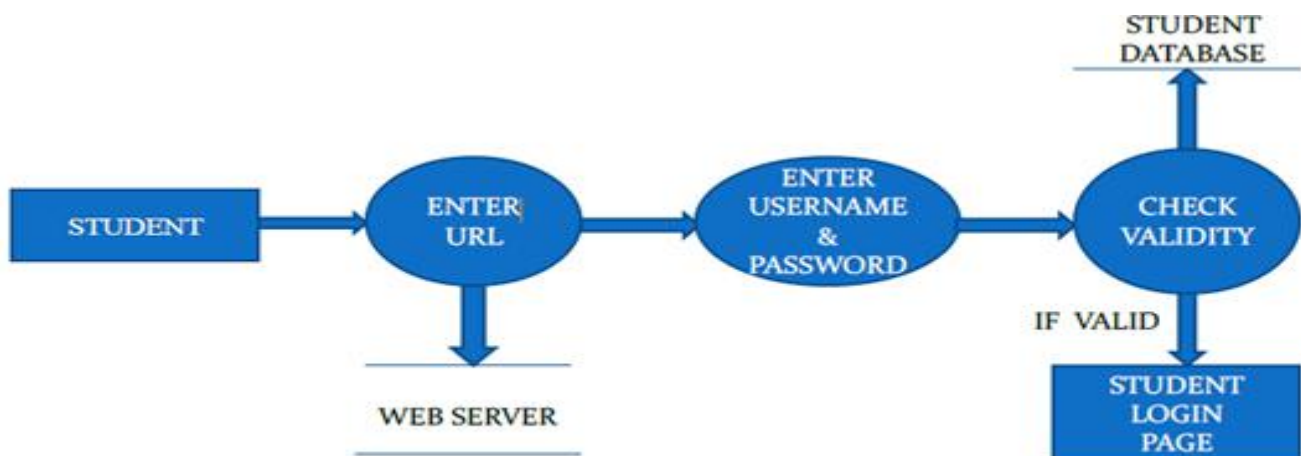 STUDENT
DATABASE
STUDENT
ENTER
URL
ENTER
USERNAME
&
PASSWORD
CHECK
VALIDITY
IF VALID
WEB SERVER
STUDENT
LOGIN
PAGE